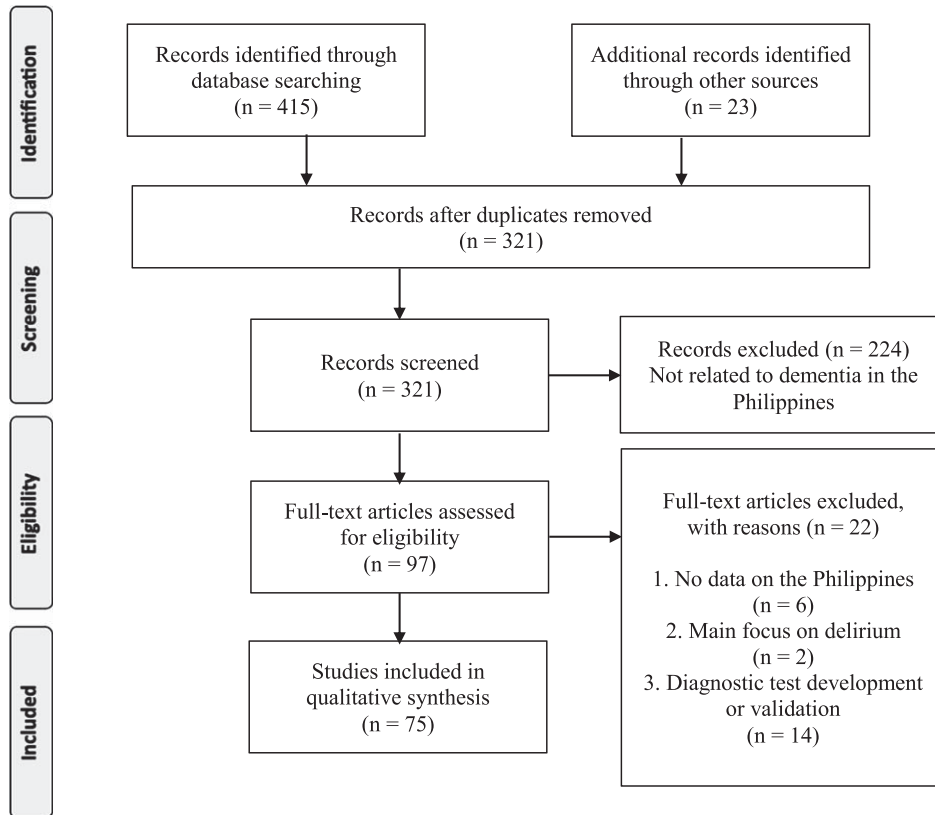 Identification
Records identified through
database searching
(n = 415)
Additional records identified
through other sources
(n = 23)
Records after duplicates removed
(n = 321)
Screening
Records screened
(n = 321)
Records excluded (n = 224)
Not related to dementia in the
Philippines
Eligibility
Full-text articles assessed
for eligibility
(n = 97)
Full-text articles excluded,
with reasons (n = 22)
1. No data on the Philippines
(n = 6)
2. Main focus on delirium
(n = 2)
3. Diagnostic test development
or validation
(n = 14)
Included
Studies included in
qualitative synthesis
(n = 75)